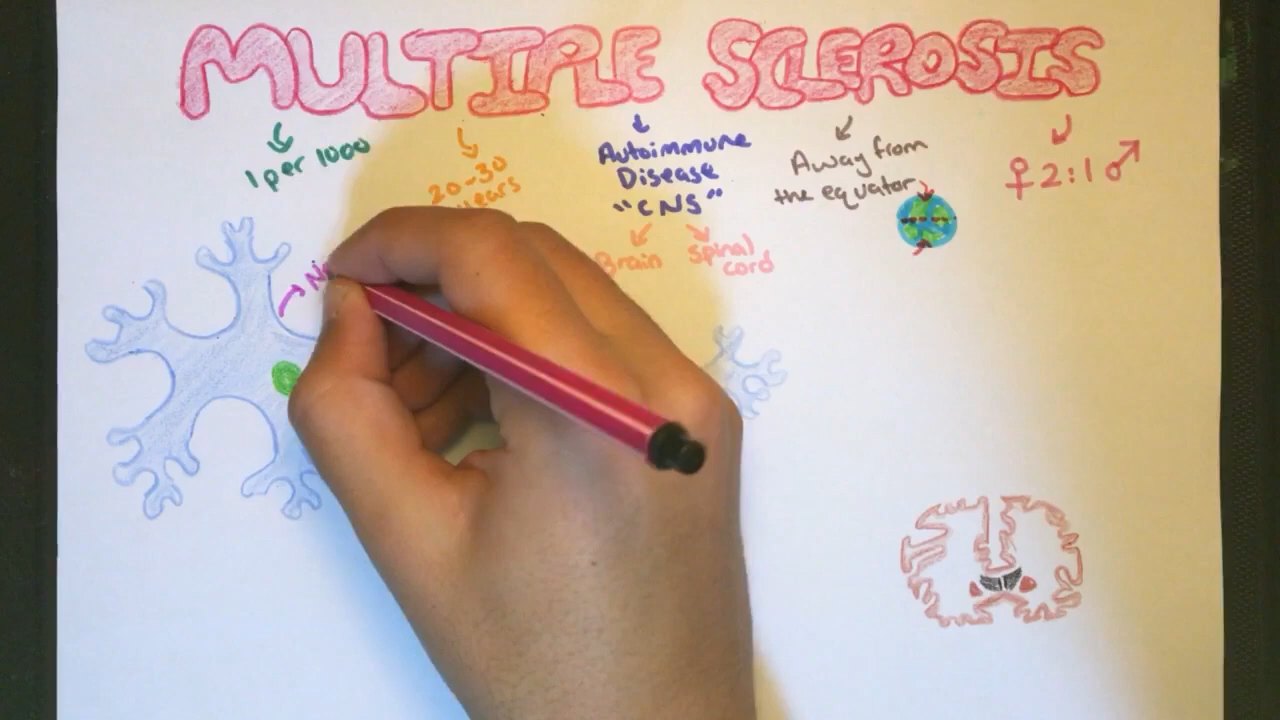 MULTIPLE SCLEROSIS
1 per 1000
20-30
years
Autoimmune
Disease
"CNS"
Brain
Spinal
cord
Away from
the equator
♀ 2:1 ♂